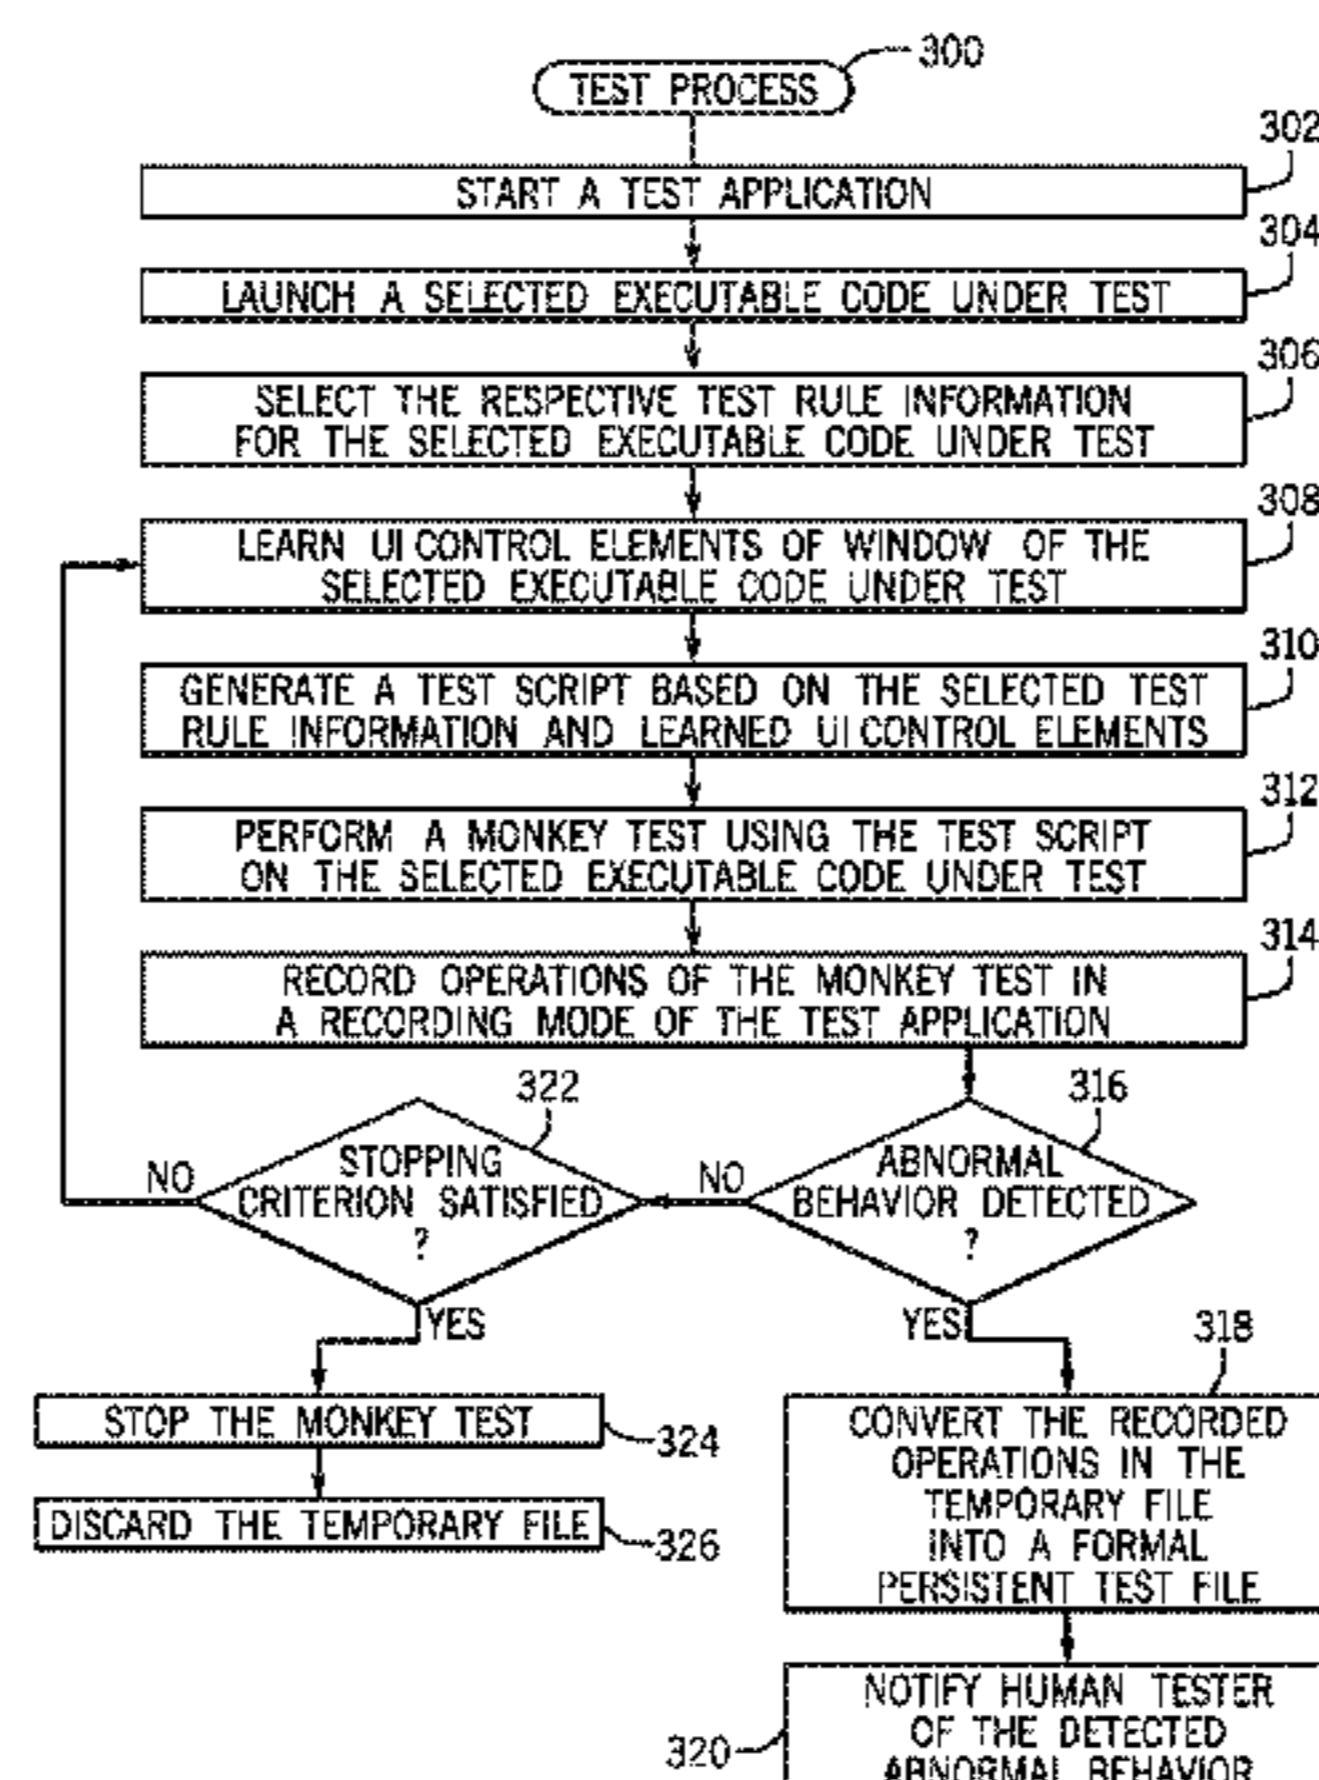 300
TEST PROCESS
302
START A TEST APPLICATION
304
LAUNCH A SELECTED EXECUTABLE CODE UNDER TEST
306
SELECT THE RESPECTIVE TEST RULE INFORMATION
FOR THE SELECTED EXECUTABLE CODE UNDER TEST
308
LEARN UI CONTROL ELEMENTS OF WINDOW OF THE
SELECTED EXECUTABLE CODE UNDER TEST
310
GENERATE A TEST SCRIPT BASED ON THE SELECTED TEST
RULE INFORMATION AND LEARNED UI CONTROL ELEMENTS
312
PERFORM A MONKEY TEST USING THE TEST SCRIPT
ON THE SELECTED EXECUTABLE CODE UNDER TEST
314
RECORD OPERATIONS OF THE MONKEY TEST IN
A RECORDING MODE OF THE TEST APPLICATION
322
316
NO
STOPPING
CRITERION SATISFIED
?
NO
ABNORMAL
BEHAVIOR DETECTED
?
YES
YES
318
STOP THE MONKEY TEST
324
DISCARD THE TEMPORARY FILE
326
CONVERT THE RECORDED
OPERATIONS IN THE
TEMPORARY FILE
INTO A FORMAL
PERSISTENT TEST FILE
320
NOTIFY HUMAN TESTER
OF THE DETECTED
ABNORMAL BEHAVIOR